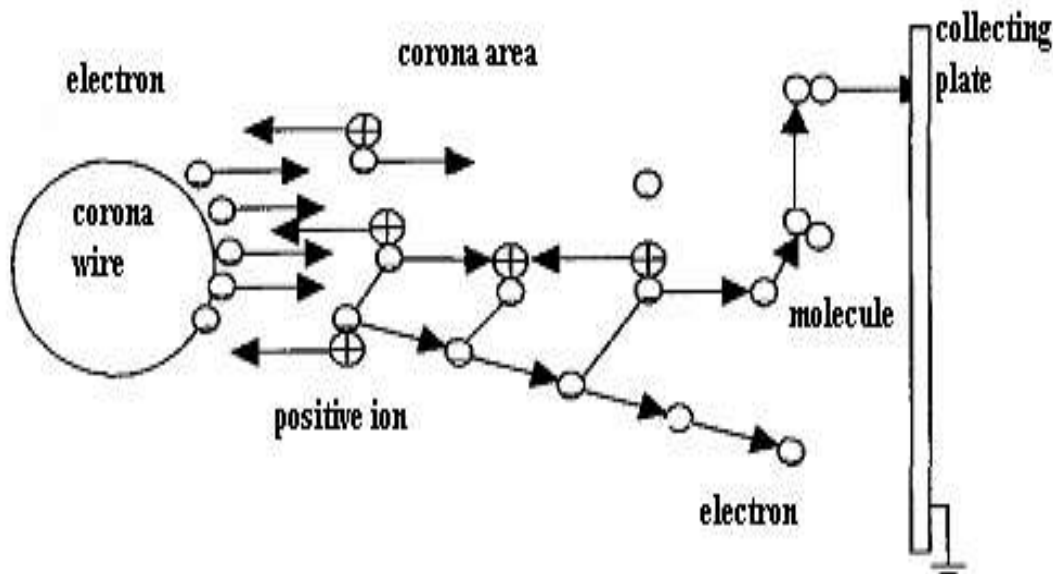 collecting
plate
corona area
electron
corona
wire
molecule
positive ion
electron